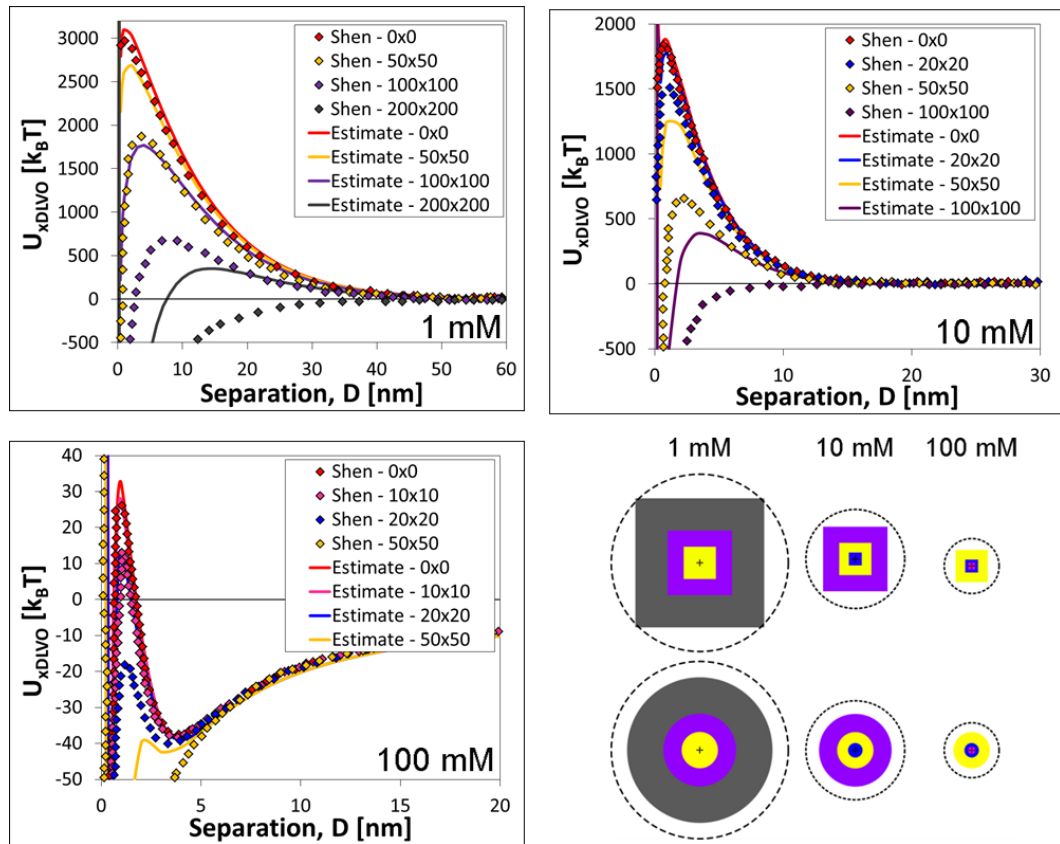 U_xDLVO [k_BT]
3000
2500
2000
1500
1000
500
0
-500
Shen - 0x0
Shen - 50x50
Shen - 100x100
Shen - 200x200
Estimate - 0x0
Estimate - 50x50
Estimate - 100x100
Estimate - 200x200
1 mM
0 10 20 30 40 50 60
Separation, D [nm]
U_xDLVO [k_BT]
2000
1500
1000
500
0
-500
Shen - 0x0
Shen - 20x20
Shen - 50x50
Shen - 100x100
Estimate - 0x0
Estimate - 20x20
Estimate - 50x50
Estimate - 100x100
10 mM
0 10 20 30
Separation, D [nm]
U_xDLVO [k_BT]
40
30
20
10
0
-10
-20
-30
-40
-50
Shen - 0x0
Shen - 10x10
Shen - 20x20
Shen - 50x50
Estimate - 0x0
Estimate - 10x10
Estimate - 20x20
Estimate - 50x50
100 mM
0 5 10 15 20
Separation, D [nm]
1 mM 10 mM 100 mM